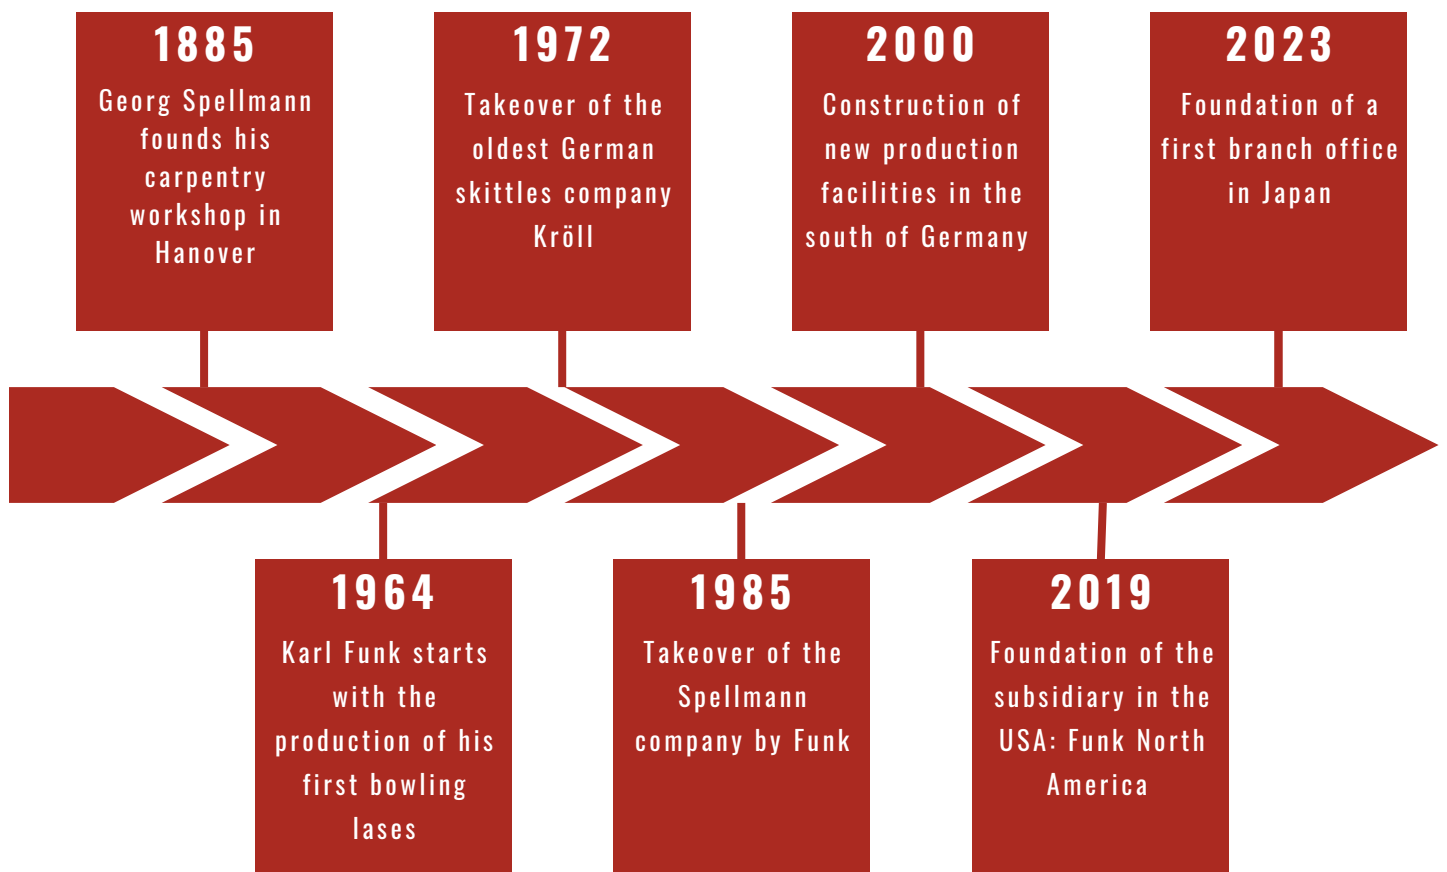 1885
Georg Spellmann
founds his
carpentry
workshop in
Hanover
1964
Karl Funk starts
with the
production of his
first bowling
lases
1972
Takeover of the
oldest German
skittles company
Kröll
1985
Takeover of the
Spellmann
company by Funk
2000
Construction of
new production
facilities in the
south of Germany
2019
Foundation of the
subsidiary in the
USA: Funk North
America
2023
Foundation of a
first branch office
in Japan